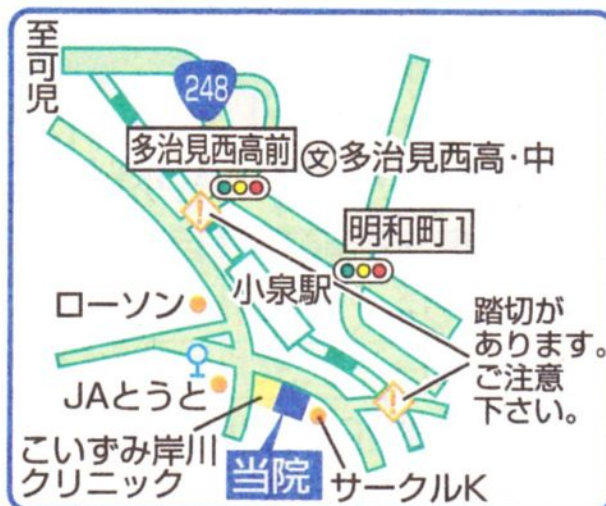 至可児
248
多治見西高前
文多治見西高・中
明和町1
小泉駅
ローソン
踏切が
あります。
ご注意
下さい。
JAとうと
こいずみ岸川
クリニック
当院
サークルK